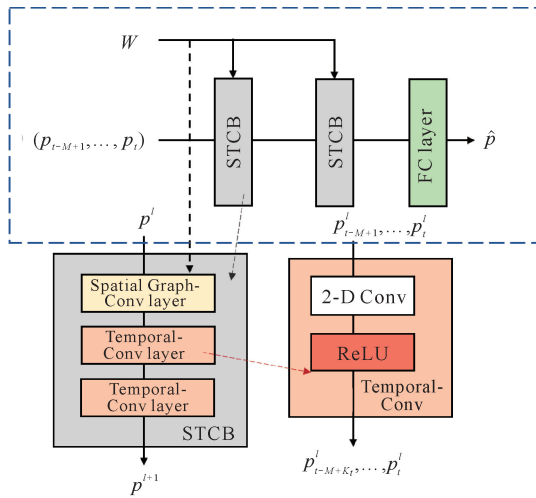 W
(p_{t-M+1},..., p_t)
STCB
STCB
FC layer
p̂
p^l
p^l_{t-M+1},..., p^l_t
Spatial Graph-
Conv layer
Temporal-
Conv layer
Temporal-
Conv layer
STCB
p^{l+1}
2-D Conv
ReLU
Temporal-
Conv
p^l_{t-M+K_t},..., p^l_t